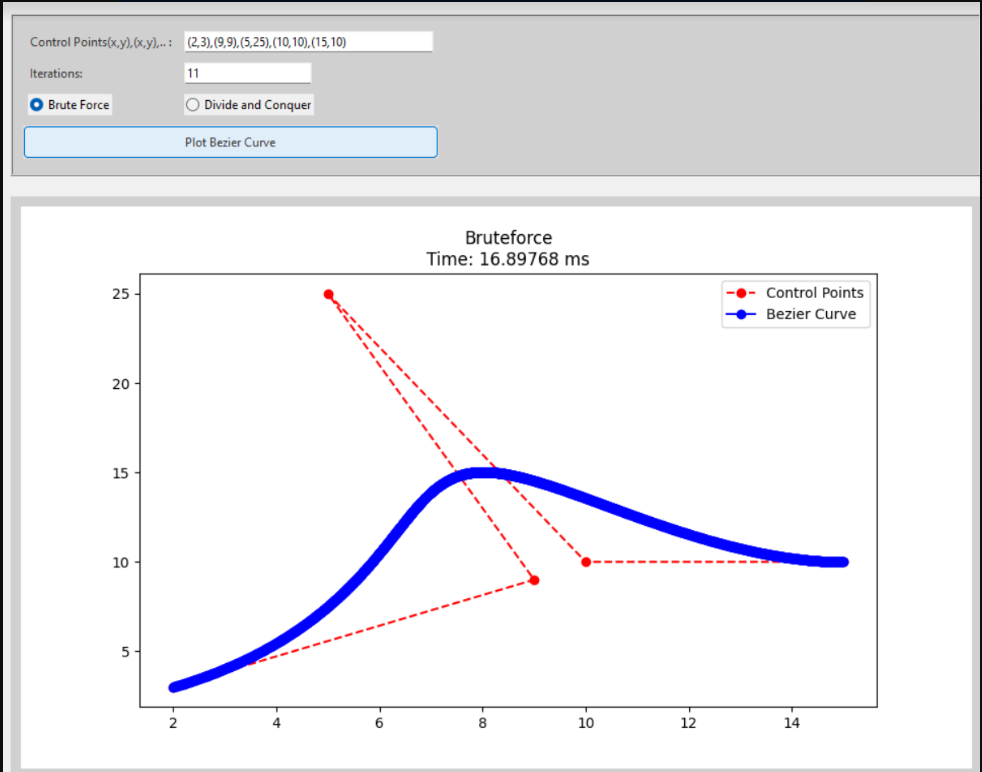 Control Points(x,y),(x,y),.. : (2,3),(9,9),(5,25),(10,10),(15,10)
Iterations: 11
Brute Force Divide and Conquer
Plot Bezier Curve
Bruteforce
Time: 16.89768 ms
Control Points
Bezier Curve
25
20
15
10
5
2 4 6 8 10 12 14